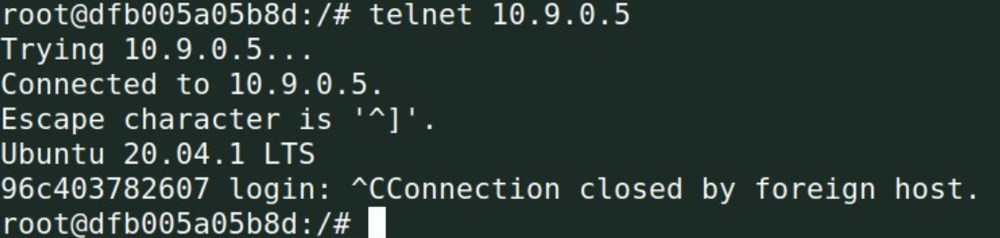 root@dfb005a05b8d:/# telnet 10.9.0.5
Trying 10.9.0.5...
Connected to 10.9.0.5.
Escape character is '^]'.
Ubuntu 20.04.1 LTS
96c403782607 login: ^CConnection closed by foreign host.
root@dfb005a05b8d:/#